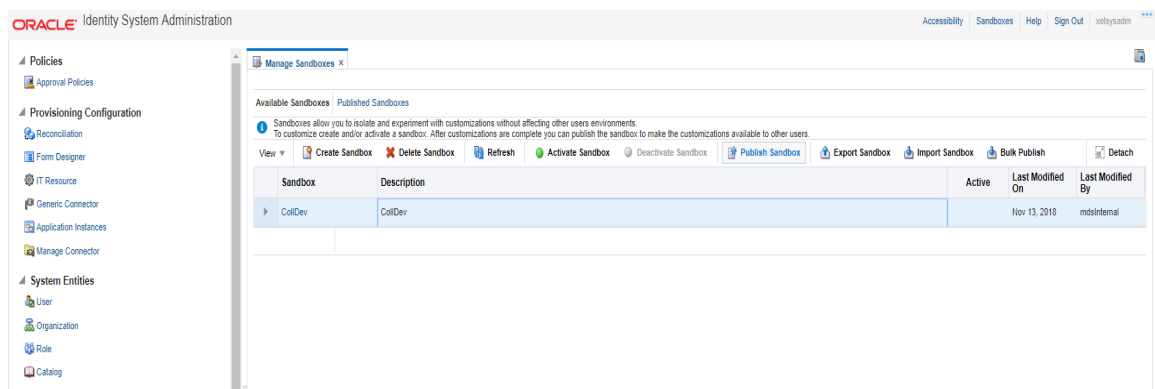 ORACLE® Identity System Administration
Accessibility Sandboxes Help Sign Out xelsysadm
Policies
Approval Policies
Provisioning Configuration
Reconciliation
Form Designer
IT Resource
Generic Connector
Application Instances
Manage Connector
System Entities
User
Organization
Role
Catalog
Manage Sandboxes ×
Available Sandboxes Published Sandboxes
Sandboxes allow you to isolate and experiment with customizations without affecting other users environments.
To customize create and/or activate a sandbox. After customizations are complete you can publish the sandbox to make the customizations available to other users.
View Create Sandbox Delete Sandbox Refresh Activate Sandbox Deactivate Sandbox Publish Sandbox Export Sandbox Import Sandbox Bulk Publish Detach
Sandbox Description Active Last Modified On Last Modified By
CollDev CollDev Nov 13, 2018 mdsInternal